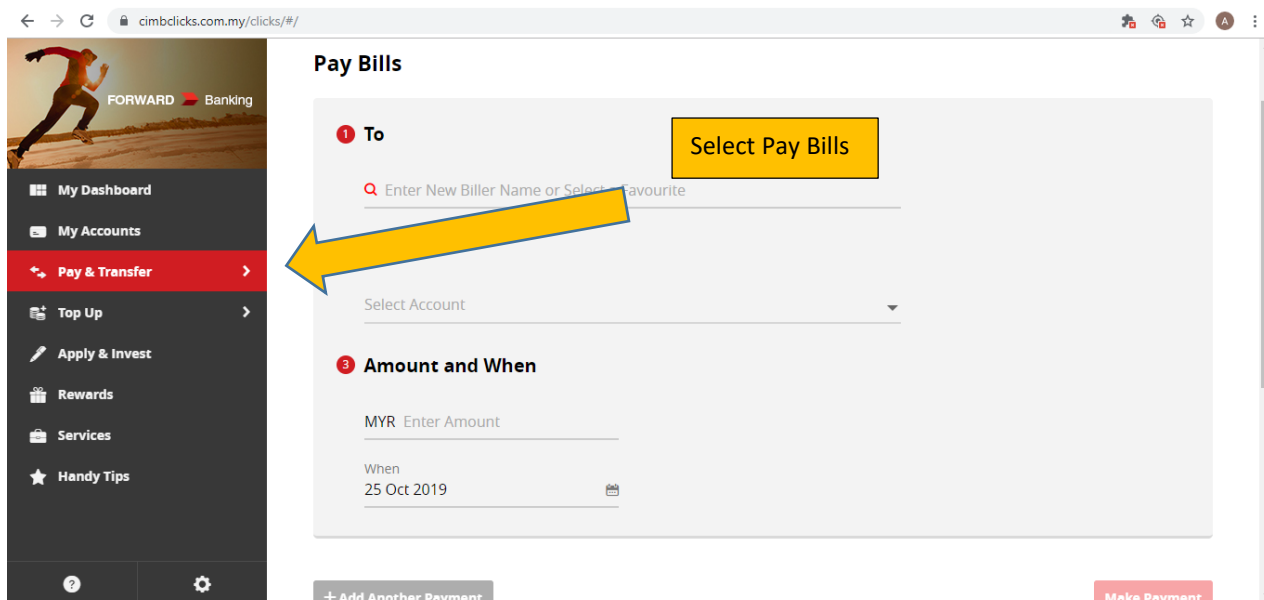 cimbclicks.com.my/clicks/#/
A
FORWARD Banking
My Dashboard
My Accounts
Pay & Transfer
Top Up
Apply & Invest
Rewards
Services
Handy Tips
?
Pay Bills
1 To
Select Pay Bills
Enter New Biller Name or Select a Favourite
Select Account
3 Amount and When
MYR Enter Amount
When
25 Oct 2019
+ Add Another Payment
Make Payment